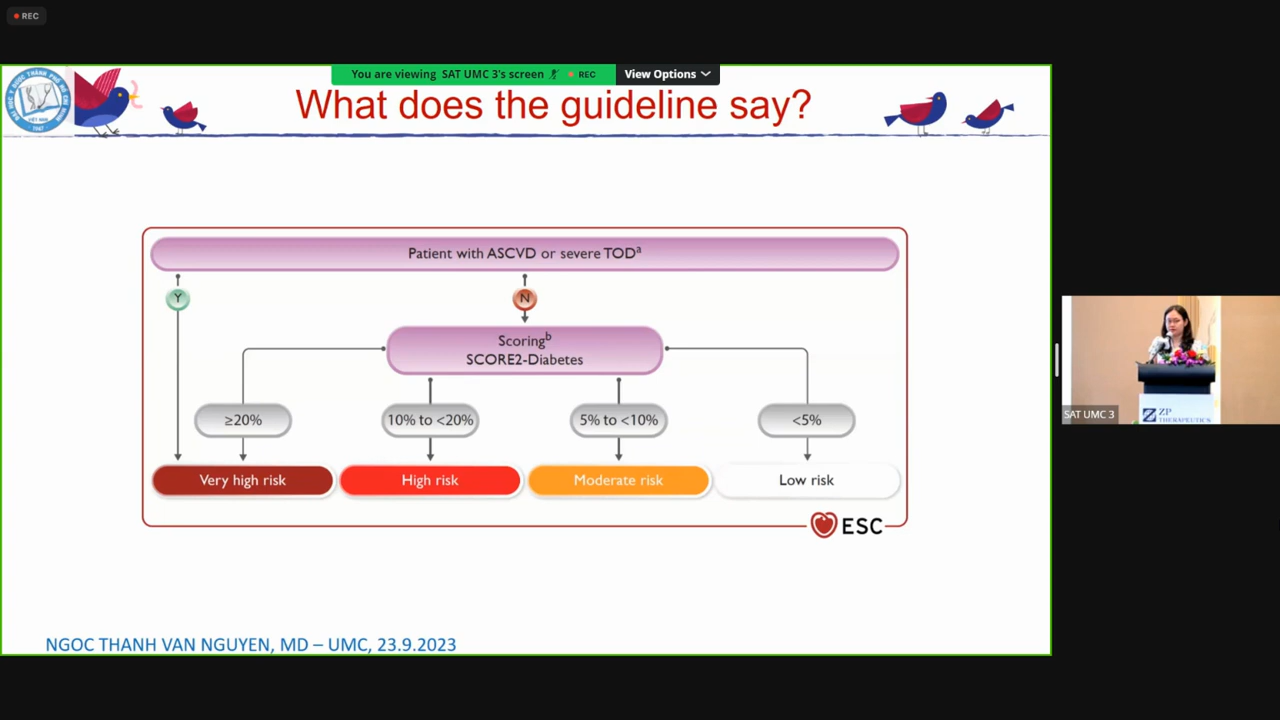 REC
You are viewing SAT UMC 3's screen REC View Options
What does the guideline say?
Patient with ASCVD or severe TODᵃ
Y
N
Scoringᵇ
SCORE2-Diabetes
≥20%
10% to <20%
5% to <10%
<5%
Very high risk
High risk
Moderate risk
Low risk
ESC
NGOC THANH VAN NGUYEN, MD – UMC, 23.9.2023
ZP
THERAPEUTICS
SAT UMC 3